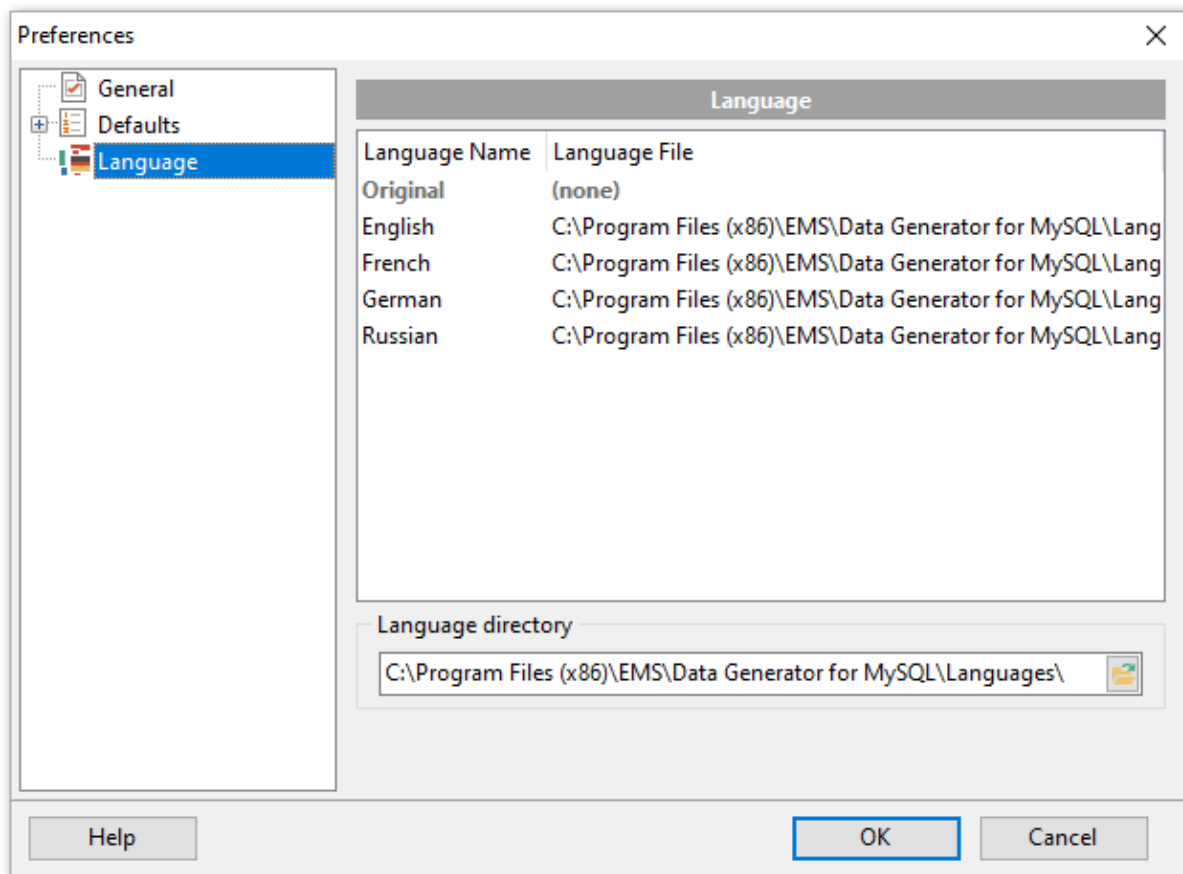 Preferences
General
Defaults
Language
Language
Language Name Language File
Original (none)
English C:\Program Files (x86)\EMS\Data Generator for MySQL\Lang
French C:\Program Files (x86)\EMS\Data Generator for MySQL\Lang
German C:\Program Files (x86)\EMS\Data Generator for MySQL\Lang
Russian C:\Program Files (x86)\EMS\Data Generator for MySQL\Lang
Language directory
C:\Program Files (x86)\EMS\Data Generator for MySQL\Languages\
Help OK Cancel